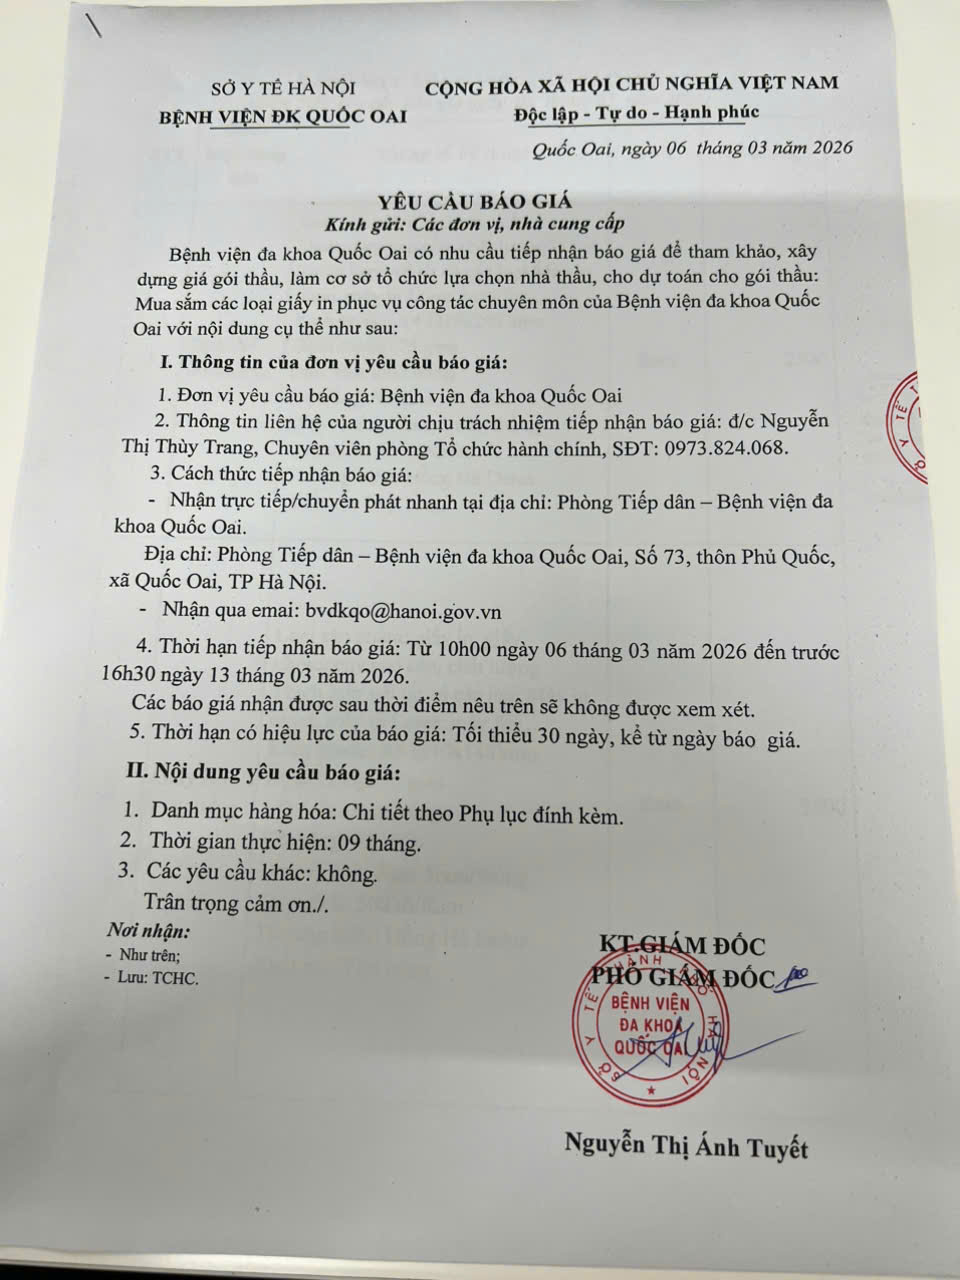 SỞ Y TẾ HÀ NỘI
BỆNH VIỆN ĐK QUỐC OAI
CỘNG HÒA XÃ HỘI CHỦ NGHĨA VIỆT NAM
Độc lập - Tự do - Hạnh phúc
Quốc Oai, ngày 06 tháng 03 năm 2026
YÊU CẦU BÁO GIÁ
Kính gửi: Các đơn vị, nhà cung cấp
Bệnh viện đa khoa Quốc Oai có nhu cầu tiếp nhận báo giá để tham khảo, xây
dựng giá gói thầu, làm cơ sở tổ chức lựa chọn nhà thầu, cho dự toán cho gói thầu:
Mua sắm các loại giấy in phục vụ công tác chuyên môn của Bệnh viện đa khoa Quốc
Oai với nội dung cụ thể như sau:
I. Thông tin của đơn vị yêu cầu báo giá:
1. Đơn vị yêu cầu báo giá: Bệnh viện đa khoa Quốc Oai
2. Thông tin liên hệ của người chịu trách nhiệm tiếp nhận báo giá: đ/c Nguyễn
Thị Thùy Trang, Chuyên viên phòng Tổ chức hành chính, SĐT: 0973.824.068.
3. Cách thức tiếp nhận báo giá:
- Nhận trực tiếp/chuyển phát nhanh tại địa chỉ: Phòng Tiếp dân – Bệnh viện đa
khoa Quốc Oai.
Địa chỉ: Phòng Tiếp dân – Bệnh viện đa khoa Quốc Oai, Số 73, thôn Phủ Quốc,
xã Quốc Oai, TP Hà Nội.
- Nhận qua emai: bvdkqo@hanoi.gov.vn
4. Thời hạn tiếp nhận báo giá: Từ 10h00 ngày 06 tháng 03 năm 2026 đến trước
16h30 ngày 13 tháng 03 năm 2026.
Các báo giá nhận được sau thời điểm nêu trên sẽ không được xem xét.
5. Thời hạn có hiệu lực của báo giá: Tối thiểu 30 ngày, kể từ ngày báo giá.
II. Nội dung yêu cầu báo giá:
1. Danh mục hàng hóa: Chi tiết theo Phụ lục đính kèm.
2. Thời gian thực hiện: 09 tháng.
3. Các yêu cầu khác: không.
Trân trọng cảm ơn./.
Nơi nhận:
- Như trên;
- Lưu: TCHC.
KT.GIÁM ĐỐC
PHÓ GIÁM ĐỐC
SỞ Y TẾ THÀNH PHỐ HÀ NỘI
BỆNH VIỆN
ĐA KHOA
QUỐC OAI
Nguyễn Thị Ánh Tuyết
SỞ Y TẾ